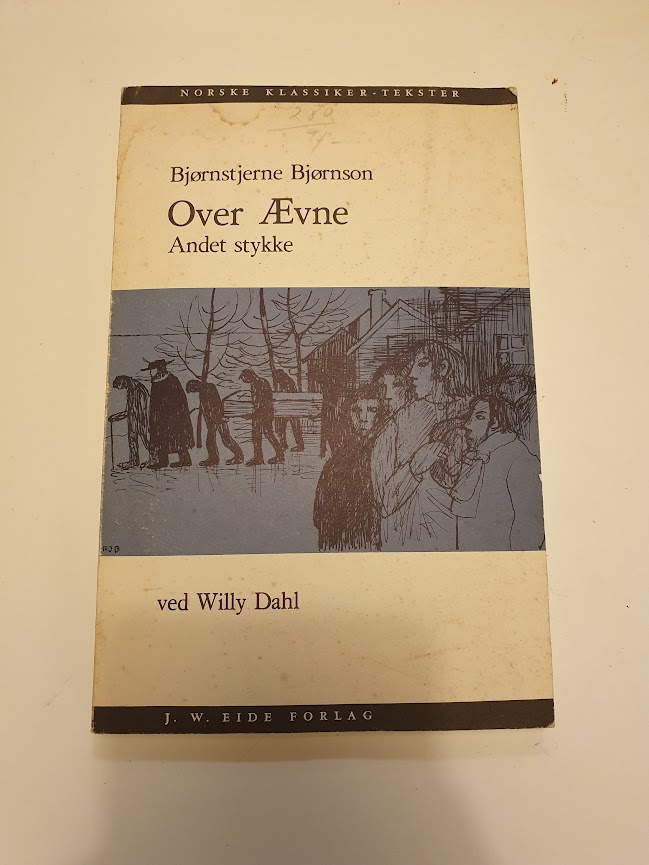 NORSKE KLASSIKER-TEKSTER
Bjørnstjerne Bjørnson
Over Ævne
Andet stykke
ved Willy Dahl
J. W. EIDE FORLAG